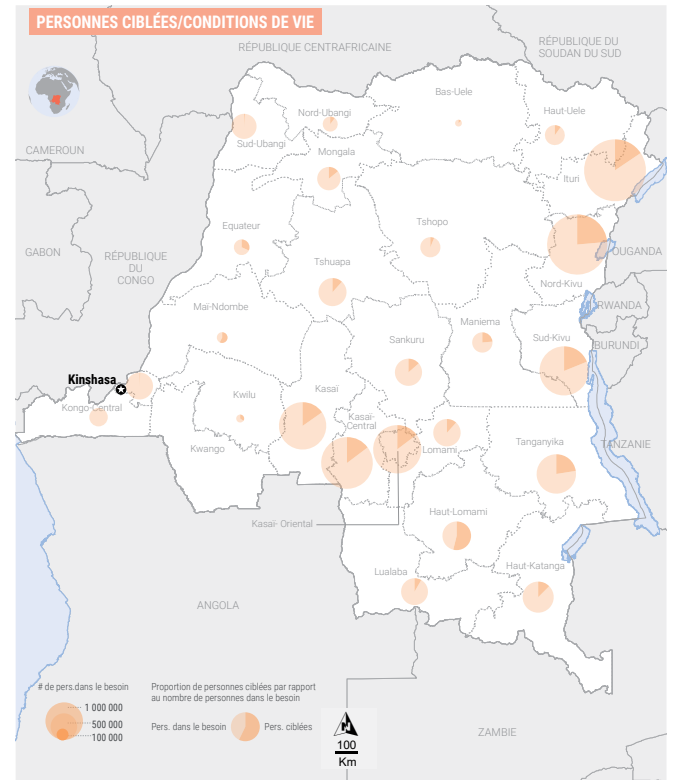 PERSONNES CIBLÉES/CONDITIONS DE VIE
RÉPUBLIQUE CENTRAFRICAINE
RÉPUBLIQUE DU
SOUDAN DU SUD
Bas-Uele
Nord-Ubangi
Haut-Uele
Sud-Ubangi
CAMEROUN
Mongala
Ituri
Equateur
Tshopo
GABON
RÉPUBLIQUE
DU
CONGO
OUGANDA
Tshuapa
Nord-Kivu
Maï-Ndombe
RWANDA
Maniema
Sankuru
Sud-Kivu
BURUNDI
Kinshasa
Kasaï
Kwilu
Kongo-Central
Kasaï-
Central
Kwango
Lomami
Tanganyika
TANZANIE
Haut-Lomami
Kasaï- Oriental
Lualaba
Haut-Katanga
ANGOLA
# de pers.dans le besoin
1 000 000
500 000
100 000
Proportion de personnes ciblées par rapport
au nombre de personnes dans le besoin
Pers. dans le besoin
Pers. ciblées
100
Km
ZAMBIE